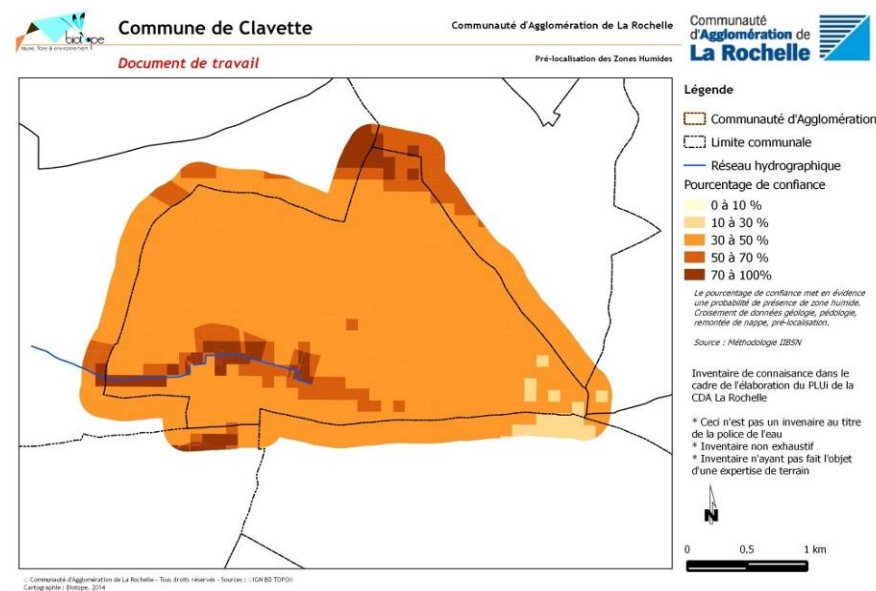 biotope
faune, flore & environnement
Commune de Clavette
Document de travail
Communauté d'Agglomération de La Rochelle
Pré-localisation des Zones Humides
Communauté
d'Agglomération de
La Rochelle
Légende
Communauté d'Agglomération
Limite communale
Réseau hydrographique
Pourcentage de confiance
0 à 10 %
10 à 30 %
30 à 50 %
50 à 70 %
70 à 100%
Le pourcentage de confiance met en évidence
une probabilité de présence de zone humide.
Croisement de données géologie, pédologie,
remontée de nappe, pré-localisation.
Source : Méthodologie IIBSN
Inventaire de connaisance dans le
cadre de l'élaboration du PLUi de la
CDA La Rochelle
* Ceci n'est pas un invenaire au titre
de la police de l'eau
* Inventaire non exhaustif
* Inventaire n'ayant pas fait l'objet
d'une expertise de terrain
N
0 0.5 1 km
© Communauté d'Agglomération de La Rochelle - Tous droits réservés - Sources : ©IGN BD TOPO®
Cartographie : Biotope, 2014